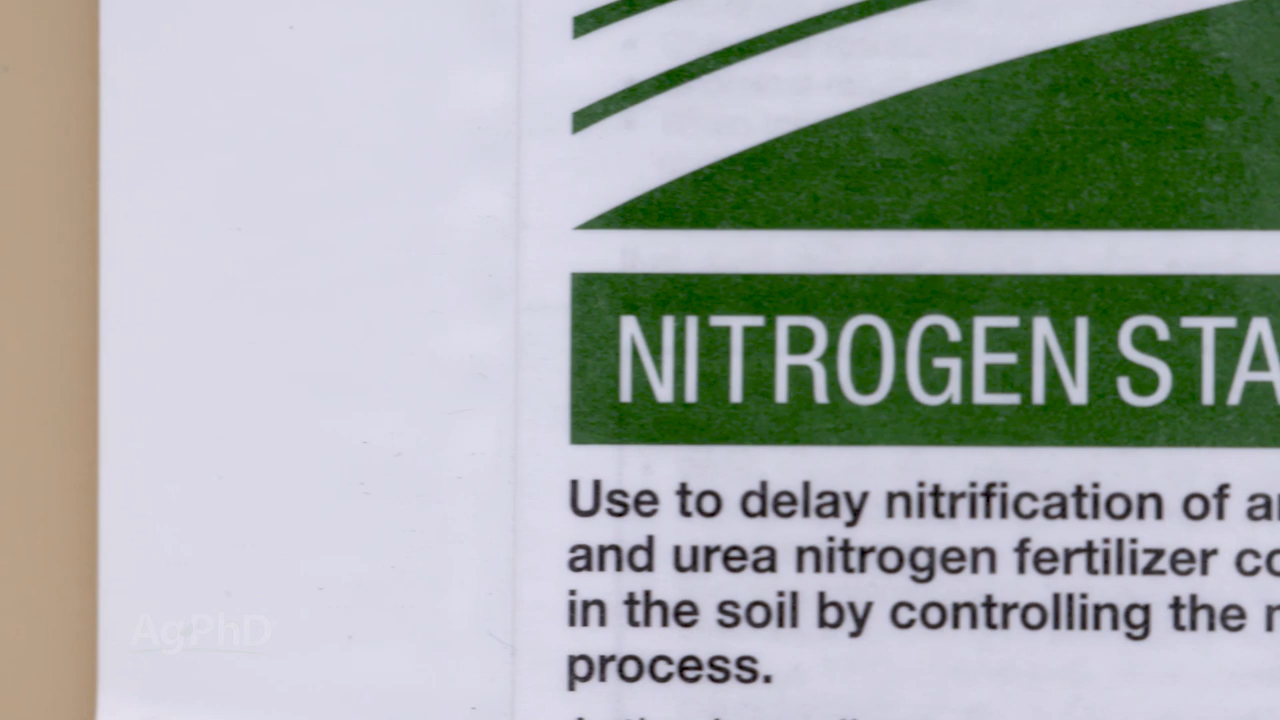 NITROGEN STA
Use to delay nitrification of a
and urea nitrogen fertilizer co
in the soil by controlling the
process.
AgPhD